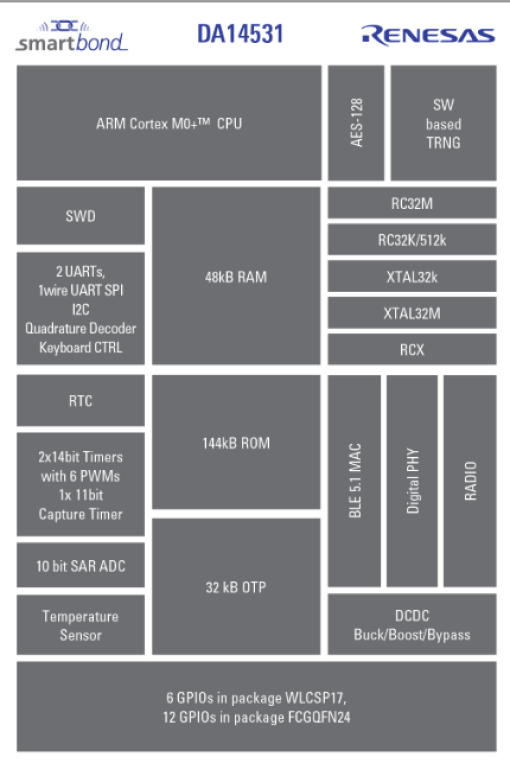 smartbond
DA14531
RENESAS
ARM Cortex M0+™ CPU
AES-128
SW
based
TRNG
SWD
2 UARTs,
1wire UART SPI
I2C
Quadrature Decoder
Keyboard CTRL
48kB RAM
RC32M
RC32K/512k
XTAL32k
XTAL32M
RCX
RTC
2x14bit Timers
with 6 PWMs
1x 11bit
Capture Timer
10 bit SAR ADC
Temperature
Sensor
144kB ROM
32 kB OTP
BLE 5.1 MAC
Digital PHY
RADIO
DCDC
Buck/Boost/Bypass
6 GPIOs in package WLCSP17,
12 GPIOs in package FCGQFN24